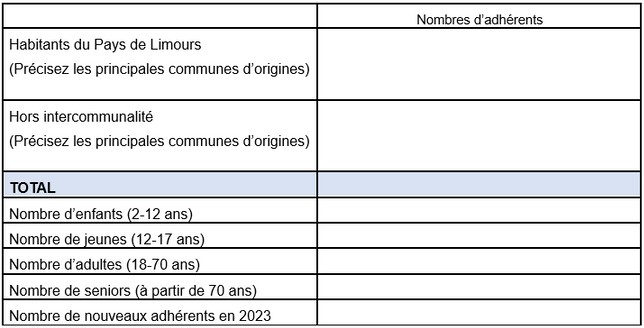 Nombres d’adhérents
Habitants du Pays de Limours
(Précisez les principales communes d’origines)
Hors intercommunalité
(Précisez les principales communes d’origines)
TOTAL
Nombre d’enfants (2-12 ans)
Nombre de jeunes (12-17 ans)
Nombre d’adultes (18-70 ans)
Nombre de seniors (à partir de 70 ans)
Nombre de nouveaux adhérents en 2023